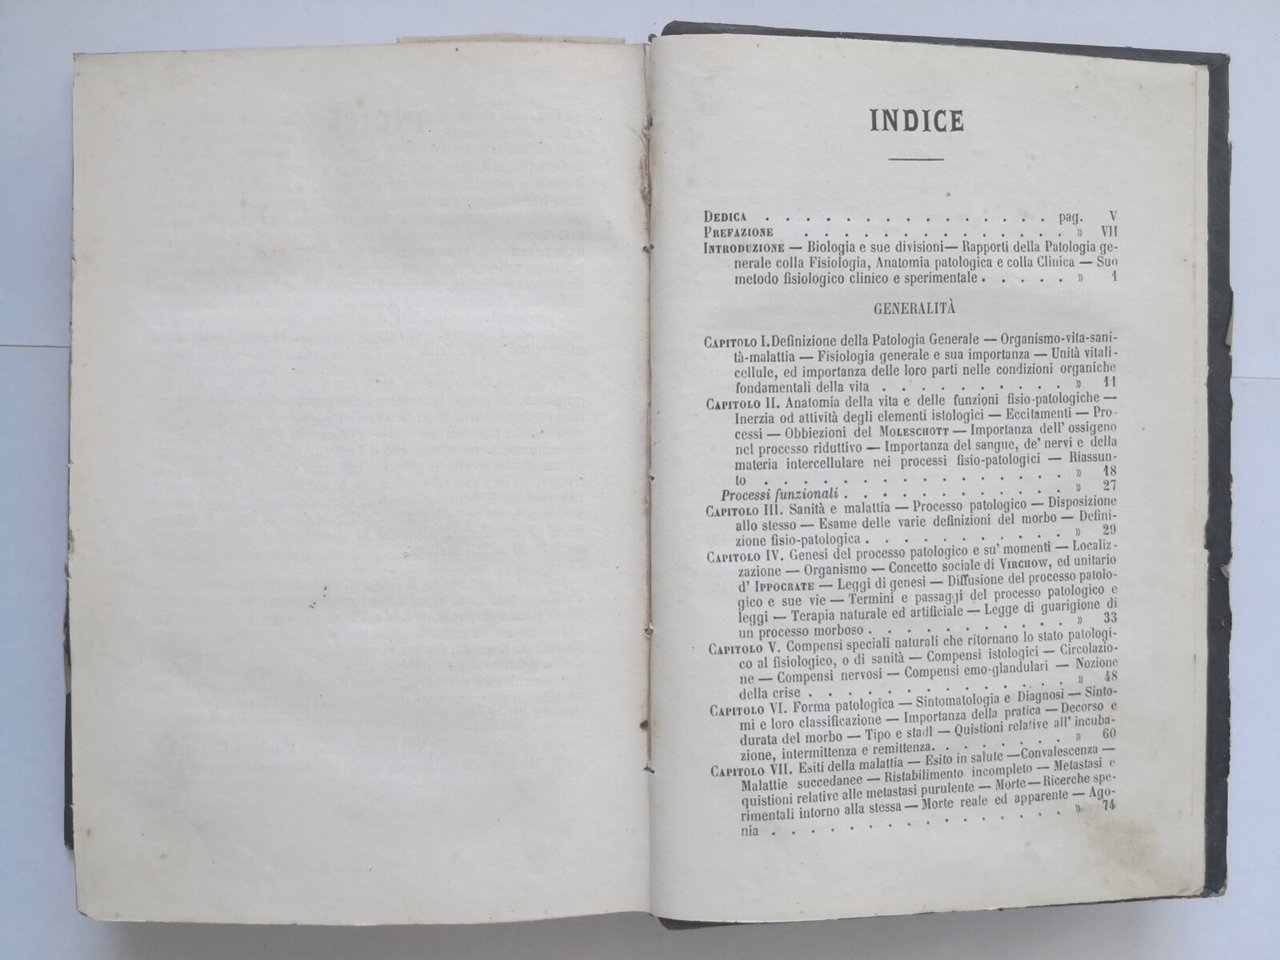 INDICE
DEDICA . . . . . . . . . . . . . . . pag. V
PREFAZIONE . . . . . . . . . . . . . . » VII
INTRODUZIONE — Biologia e sue divisioni — Rapporti della Patologia ge-
nerale colla Fisiologia, Anatomia patologica e colla Clinica — Suo
metodo fisiologico clinico e sperimentale . . . . . » 1
GENERALITÀ
CAPITOLO I. Definizione della Patologia Generale — Organismo-vita-sani-
tà-malattia — Fisiologia generale e sua importanza — Unità vitali-
cellule, ed importanza delle loro parti nelle condizioni organiche
fondamentali della vita . . . . . . . . . . . » 11
CAPITOLO II. Anatomia della vita e delle funzioni fisio-patologiche —
Inerzia od attività degli elementi istologici — Eccitamenti — Pro-
cessi — Obbiezioni del MOLESCHOTT — Importanza dell' ossigeno
nel processo riduttivo — Importanza del sangue, de' nervi e della
materia intercellulare nei processi fisio-patologici — Riassun-
to . . . . . . . . . . . . . . . . . . » 18
Processi funzionali . . . . . . . . . . . . . » 27
CAPITOLO III. Sanità e malattia — Processo patologico — Disposizione
allo stesso — Esame delle varie definizioni del morbo — Defini-
zione fisio-patologica . . . . . . . . . . . . » 29
CAPITOLO IV. Genesi del processo patologico e su' momenti — Localiz-
zazione — Organismo — Concetto sociale di VIRCHOW, ed unitario
d' IPPOCRATE — Leggi di genesi — Diffusione del processo patolo-
gico e sue vie — Termini e passaggi del processo patologico e
leggi — Terapia naturale ed artificiale — Legge di guarigione di
un processo morboso . . . . . . . . . . . . » 33
CAPITOLO V. Compensi speciali naturali che ritornano lo stato patologi-
co al fisiologico, o di sanità — Compensi istologici — Circolazio-
ne — Compensi nervosi — Compensi emo-glandulari — Nozione
della crise . . . . . . . . . . . . . . . » 48
CAPITOLO VI. Forma patologica — Sintomatologia e Diagnosi — Sinto-
mi e loro classificazione — Importanza della pratica — Decorso e
durata del morbo — Tipo e stadî — Quistioni relative all' incuba-
zione, intermittenza e remittenza. . . . . . . . » 60
CAPITOLO VII. Esiti della malattia — Esito in salute — Convalescenza —
Malattie succedanee — Ristabilimento incompleto — Metastasi e
quistioni relative alle metastasi purulente — Morte — Ricerche spe-
rimentali intorno alla stessa — Morte reale ed apparente — Ago-
nia . . . . . . . . . . . . . . . . . . » 74